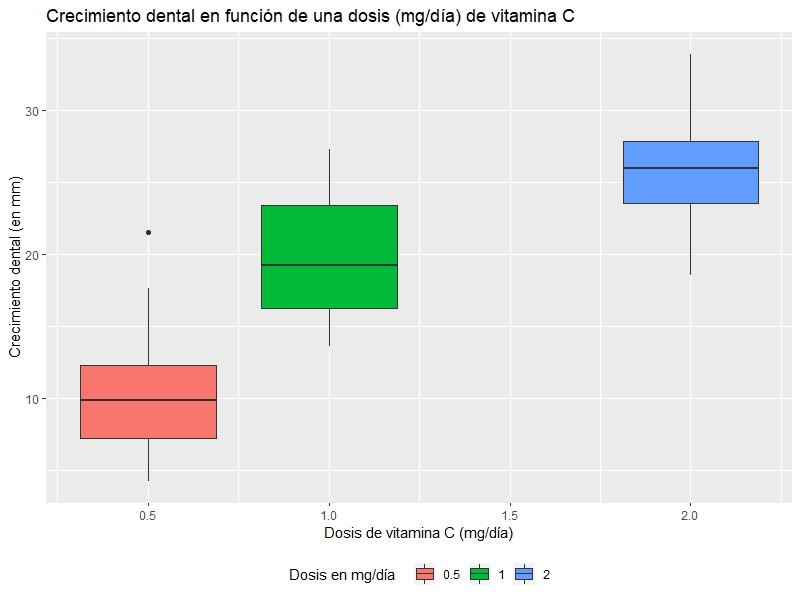 Crecimiento dental en función de una dosis (mg/día) de vitamina C
Crecimiento dental (en mm)
30
20
10
0.5 1.0 1.5 2.0
Dosis de vitamina C (mg/día)
Dosis en mg/día 0.5 1 2